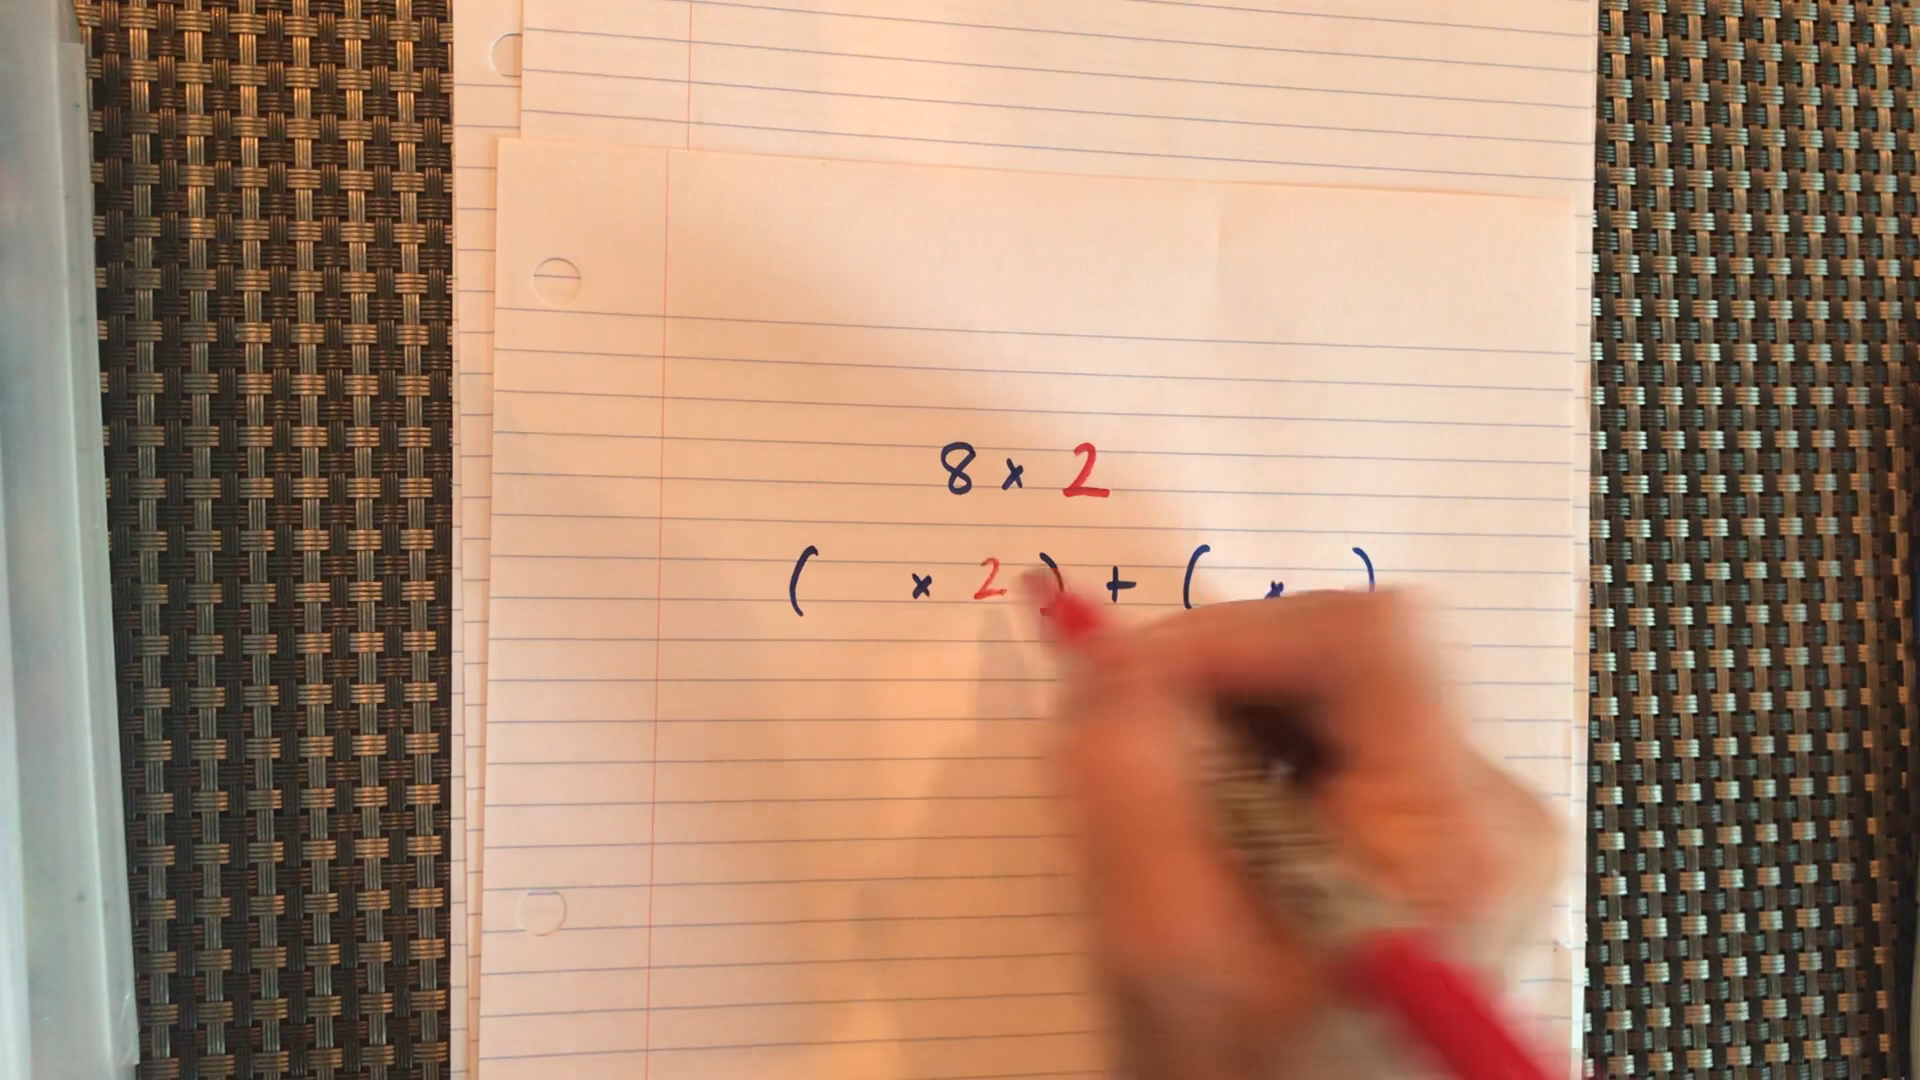 8 x 2
( x 2 ) + ( x )